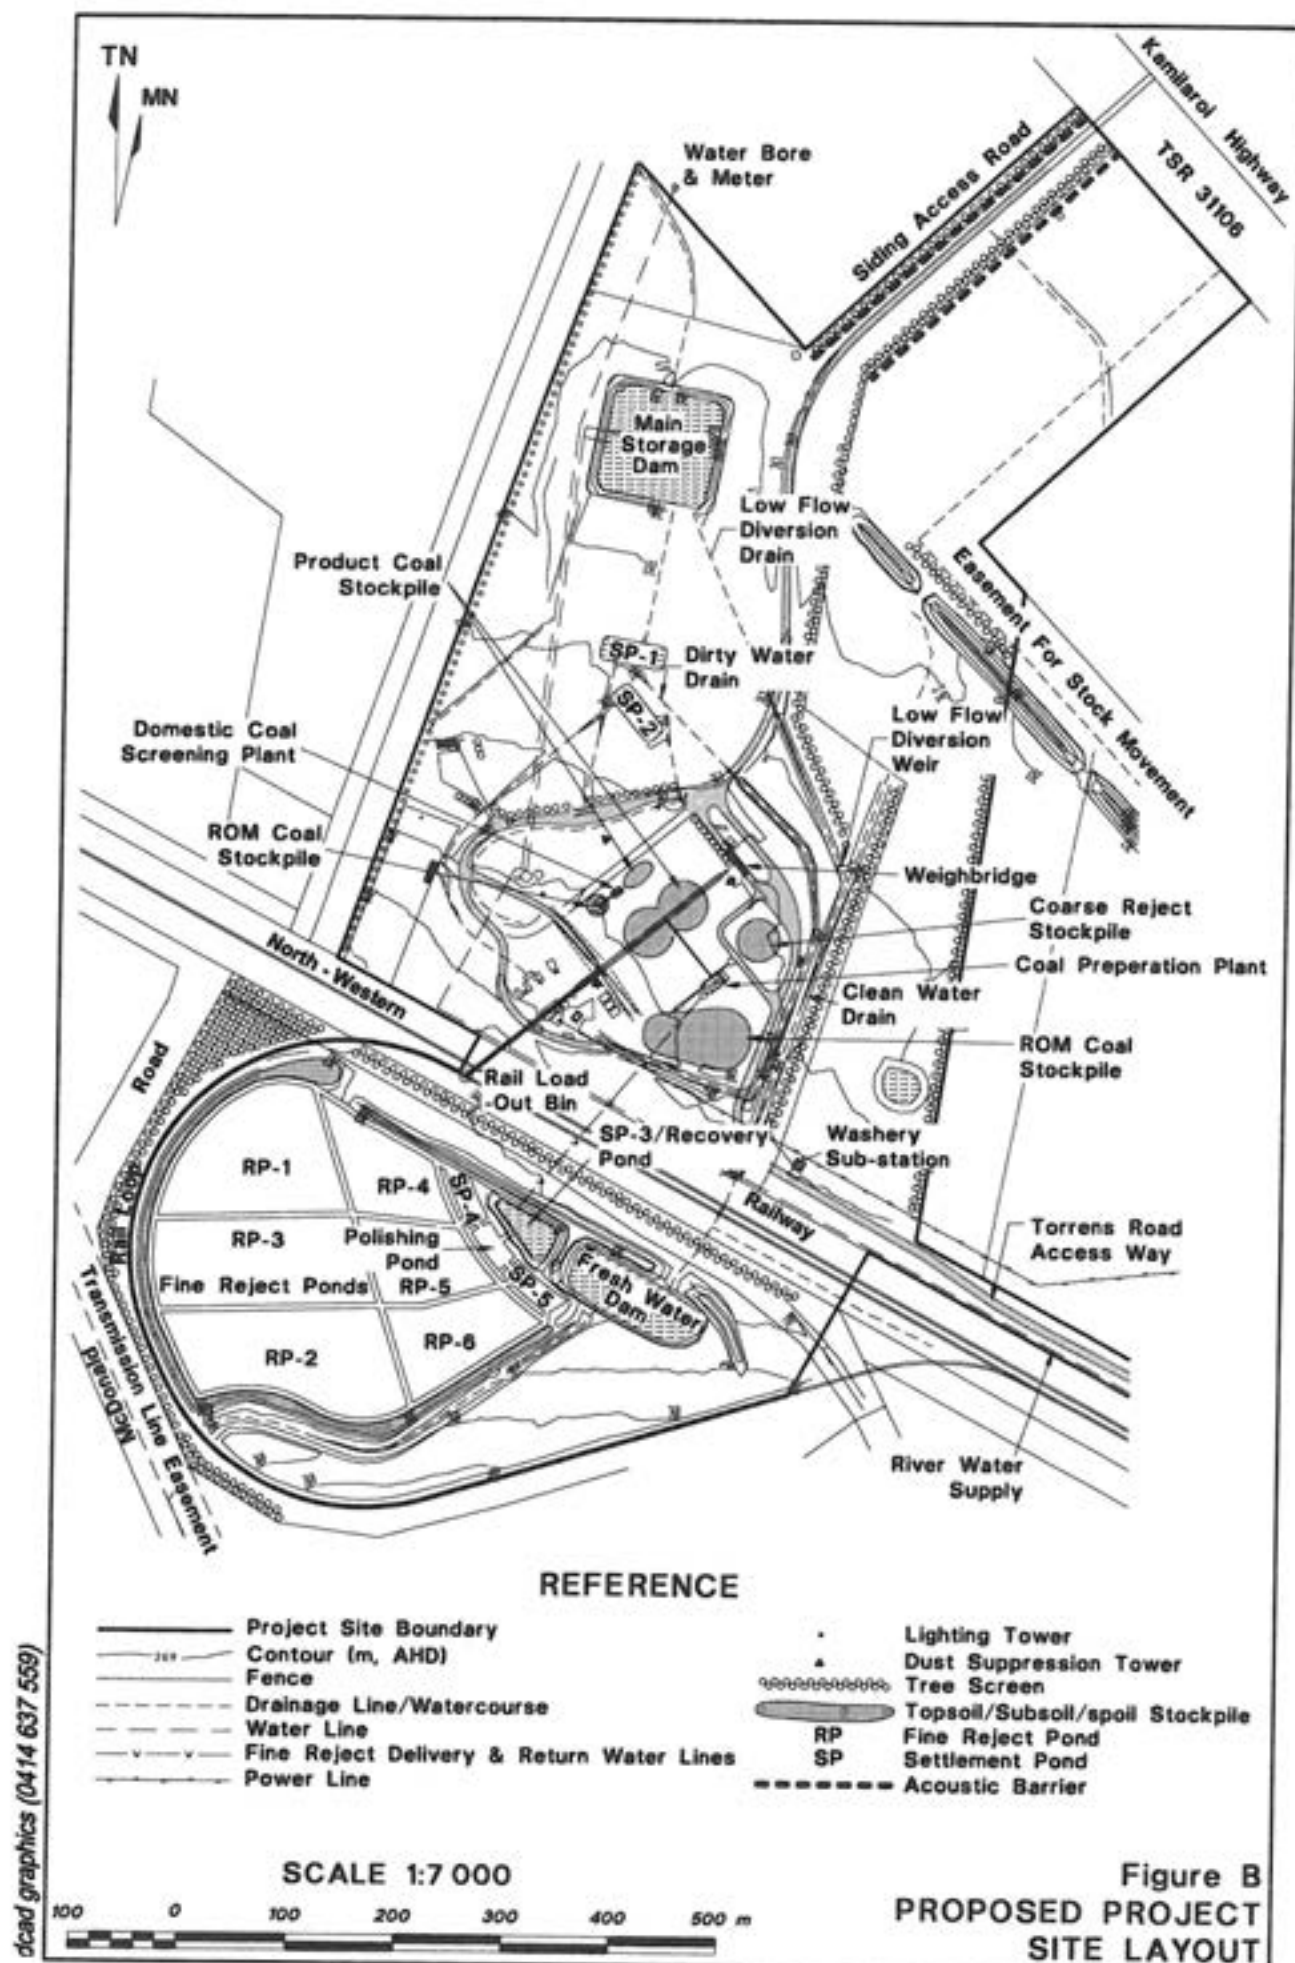 TN
MN
Kamilaroi Highway
TSR 31106
Water Bore
& Meter
Siding Access Road
Main
Storage
Dam
Low Flow
Diversion
Drain
Product Coal
Stockpile
Easement For Stock Movement
SP-1
Dirty Water
Drain
SP-2
Low Flow
Diversion
Weir
Domestic Coal
Screening Plant
ROM Coal
Stockpile
Weighbridge
Coarse Reject
Stockpile
Coal Preperation Plant
Clean Water
Drain
North-Western
ROM Coal
Stockpile
Road
Rail Load
-Out Bin
SP-3/Recovery
Pond
Washery
Sub-station
RP-1
RP-4
SP-4
Railway
Rail Loop
RP-3
Polishing
Pond
Torrens Road
Access Way
Fine Reject Ponds
RP-5
SP-5
Fresh Water
Dam
RP-2
RP-6
Transmission Line Easement
McDonald
River Water
Supply
REFERENCE
Project Site Boundary
269
Contour (m, AHD)
Fence
Drainage Line/Watercourse
Water Line
Fine Reject Delivery & Return Water Lines
Power Line
Lighting Tower
Dust Suppression Tower
Tree Screen
Topsoil/Subsoil/spoil Stockpile
RP Fine Reject Pond
SP Settlement Pond
Acoustic Barrier
SCALE 1:7 000
100 0 100 200 300 400 500 m
Figure B
PROPOSED PROJECT
SITE LAYOUT
dcad graphics (0414 637 559)